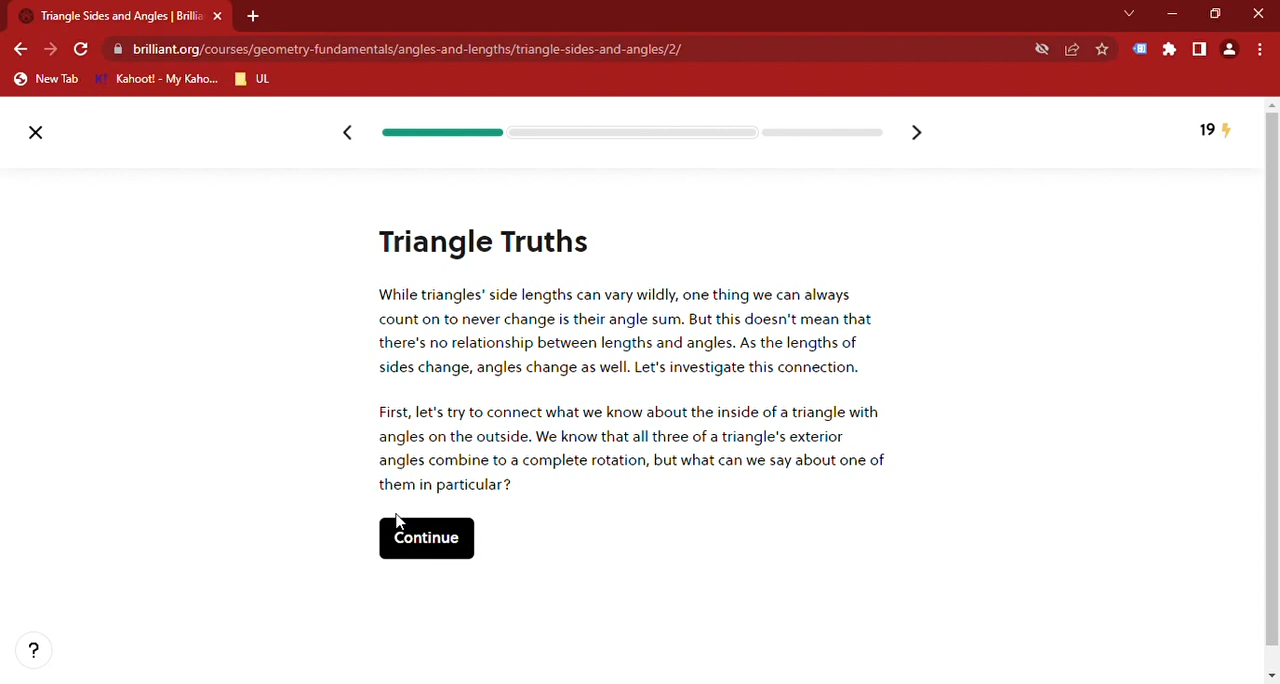 Triangle Sides and Angles | Brillia
brilliant.org/courses/geometry-fundamentals/angles-and-lengths/triangle-sides-and-angles/2/
New Tab
K! Kahoot! - My Kaho...
UL
19
Triangle Truths
While triangles' side lengths can vary wildly, one thing we can always
count on to never change is their angle sum. But this doesn't mean that
there's no relationship between lengths and angles. As the lengths of
sides change, angles change as well. Let's investigate this connection.
First, let's try to connect what we know about the inside of a triangle with
angles on the outside. We know that all three of a triangle's exterior
angles combine to a complete rotation, but what can we say about one of
them in particular?
Continue
?